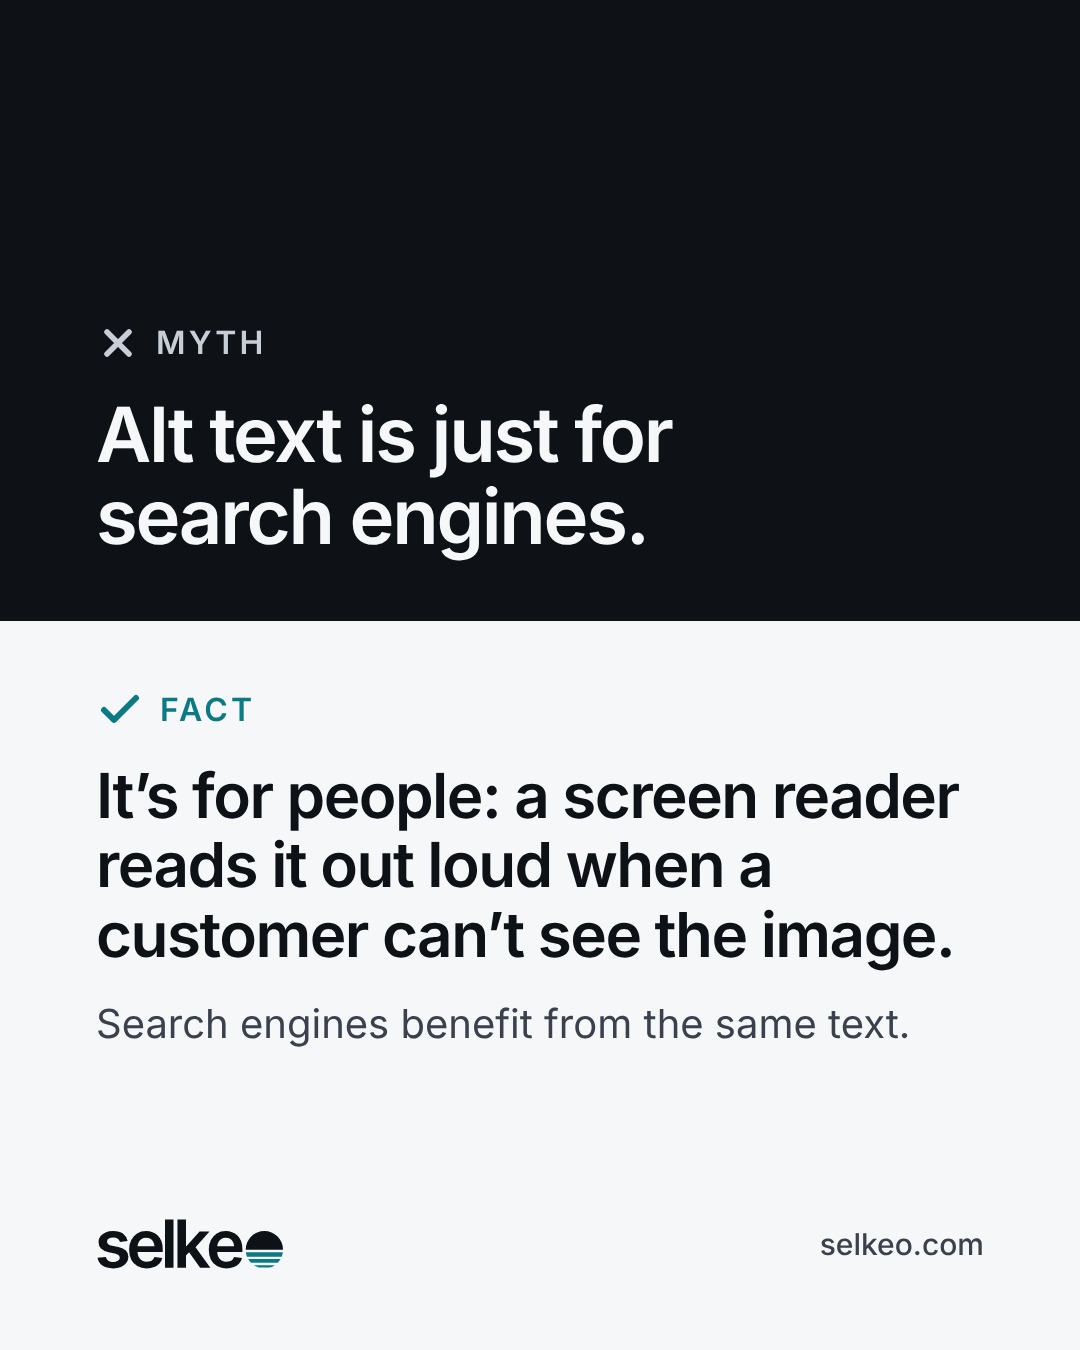 MYTH
Alt text is just for
search engines.
FACT
It’s for people: a screen reader
reads it out loud when a
customer can’t see the image.
Search engines benefit from the same text.
selkeo
selkeo.com